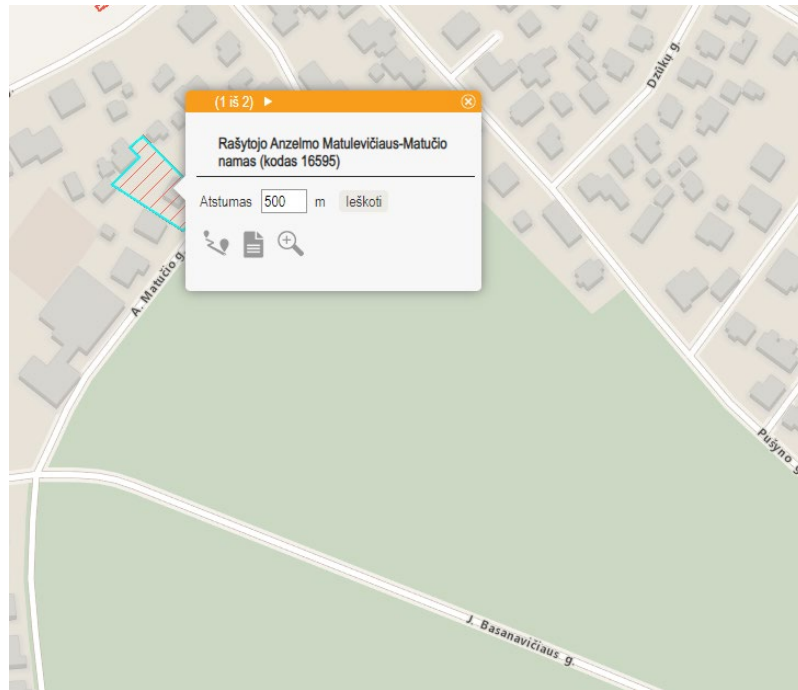 Dzūkų g.
(1 iš 2)
Rašytojo Anzelmo Matulevičiaus-Matučio
namas (kodas 16595)
Atstumas 500 m Ieškoti
A. Matučio g.
Pušyno g.
J. Basanavičiaus g.